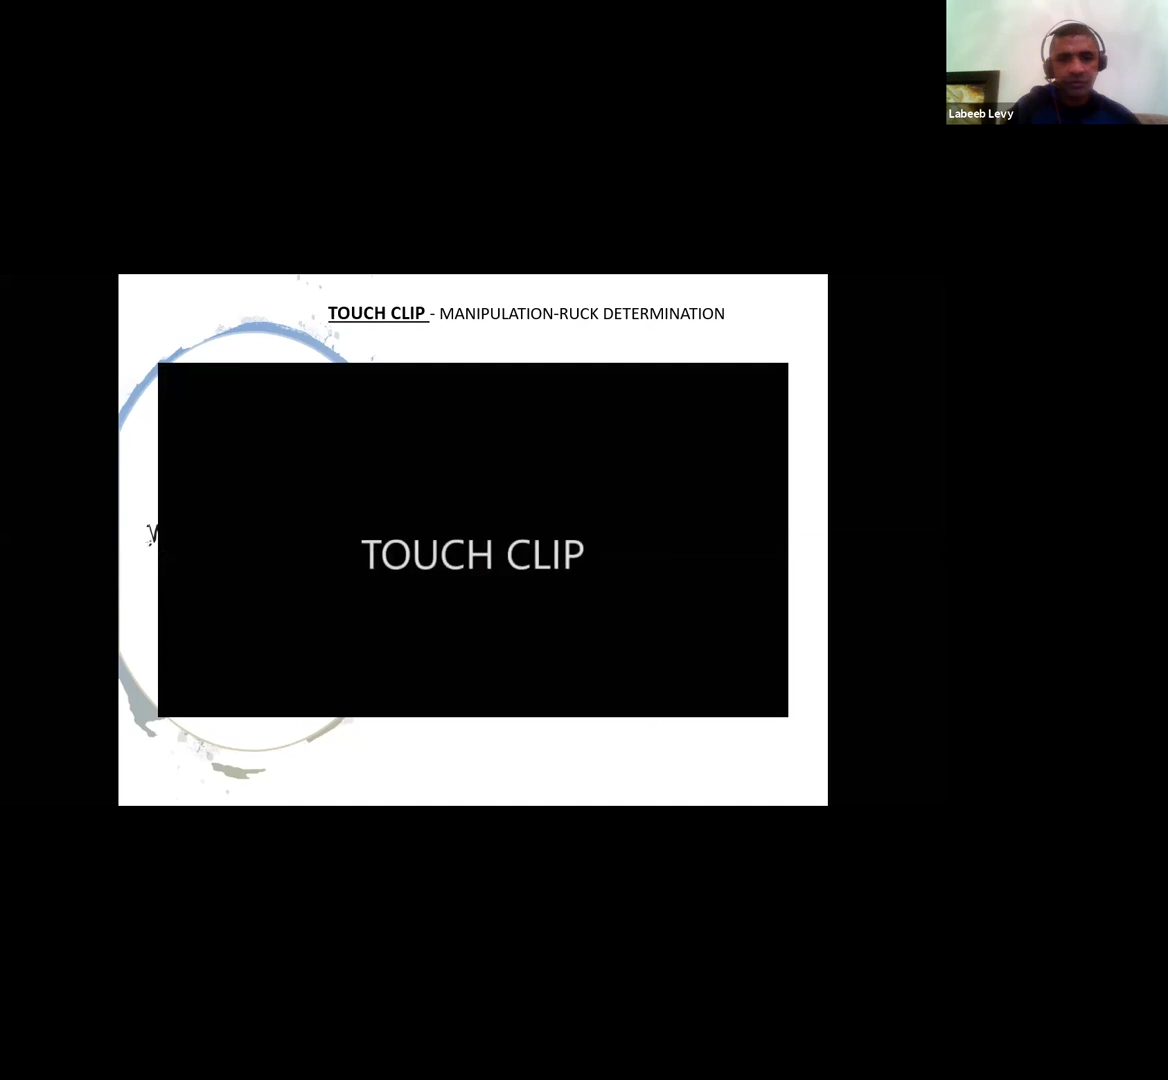 Labeeb Levy
TOUCH CLIP - MANIPULATION-RUCK DETERMINATION
TOUCH CLIP